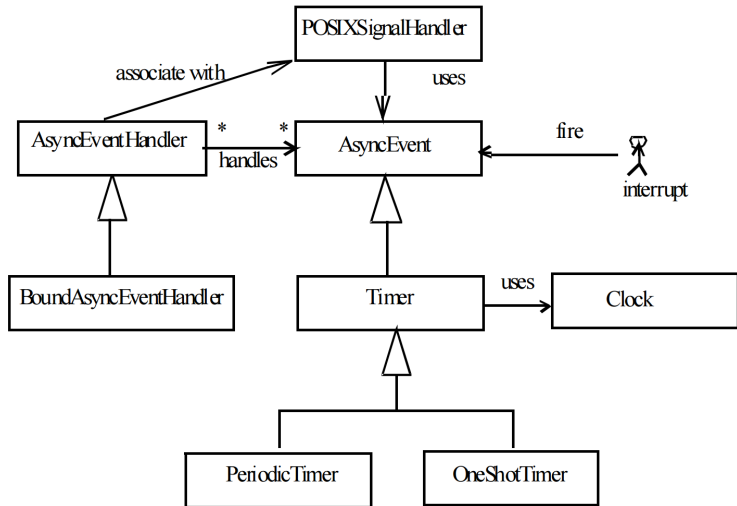 POSIXSignalHandler
associate with
uses
AsyncEventHandler
*
*
handles
AsyncEvent
fire
interrupt
BoundAsyncEventHandler
Timer
uses
Clock
PeriodicTimer
OneShotTimer